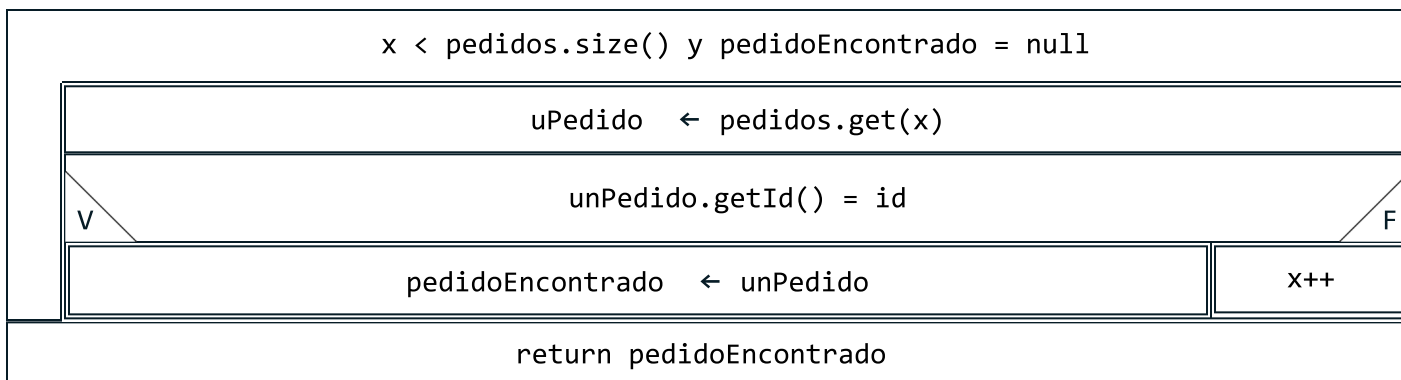 x < pedidos.size() y pedidoEncontrado = null
uPedido ← pedidos.get(x)
unPedido.getId() = id
V
F
pedidoEncontrado ← unPedido
x++
return pedidoEncontrado